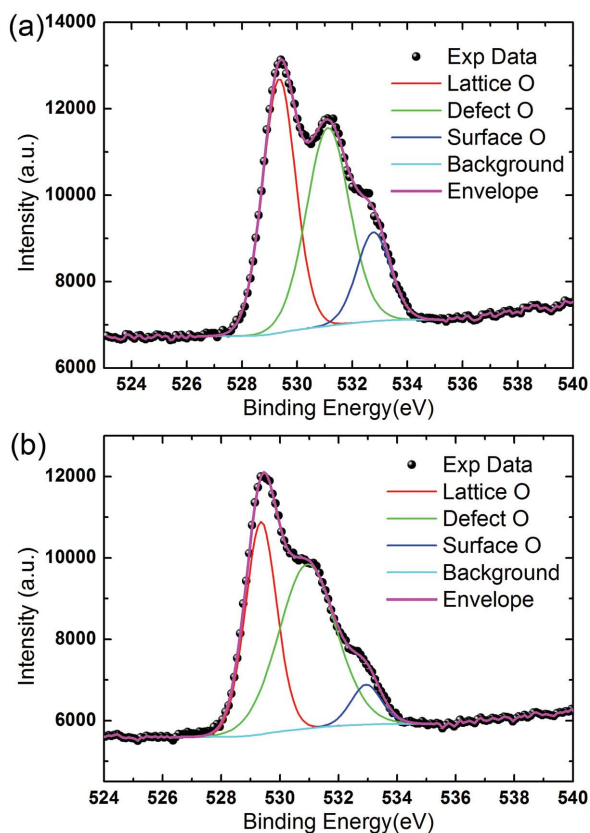 (a)
14000
12000
10000
8000
6000
Intensity (a.u.)
Exp Data
Lattice O
Defect O
Surface O
Background
Envelope
524 526 528 530 532 534 536 538 540
Binding Energy(eV)
(b)
12000
10000
8000
6000
Intensity (a.u.)
Exp Data
Lattice O
Defect O
Surface O
Background
Envelope
524 526 528 530 532 534 536 538 540
Binding Energy(eV)